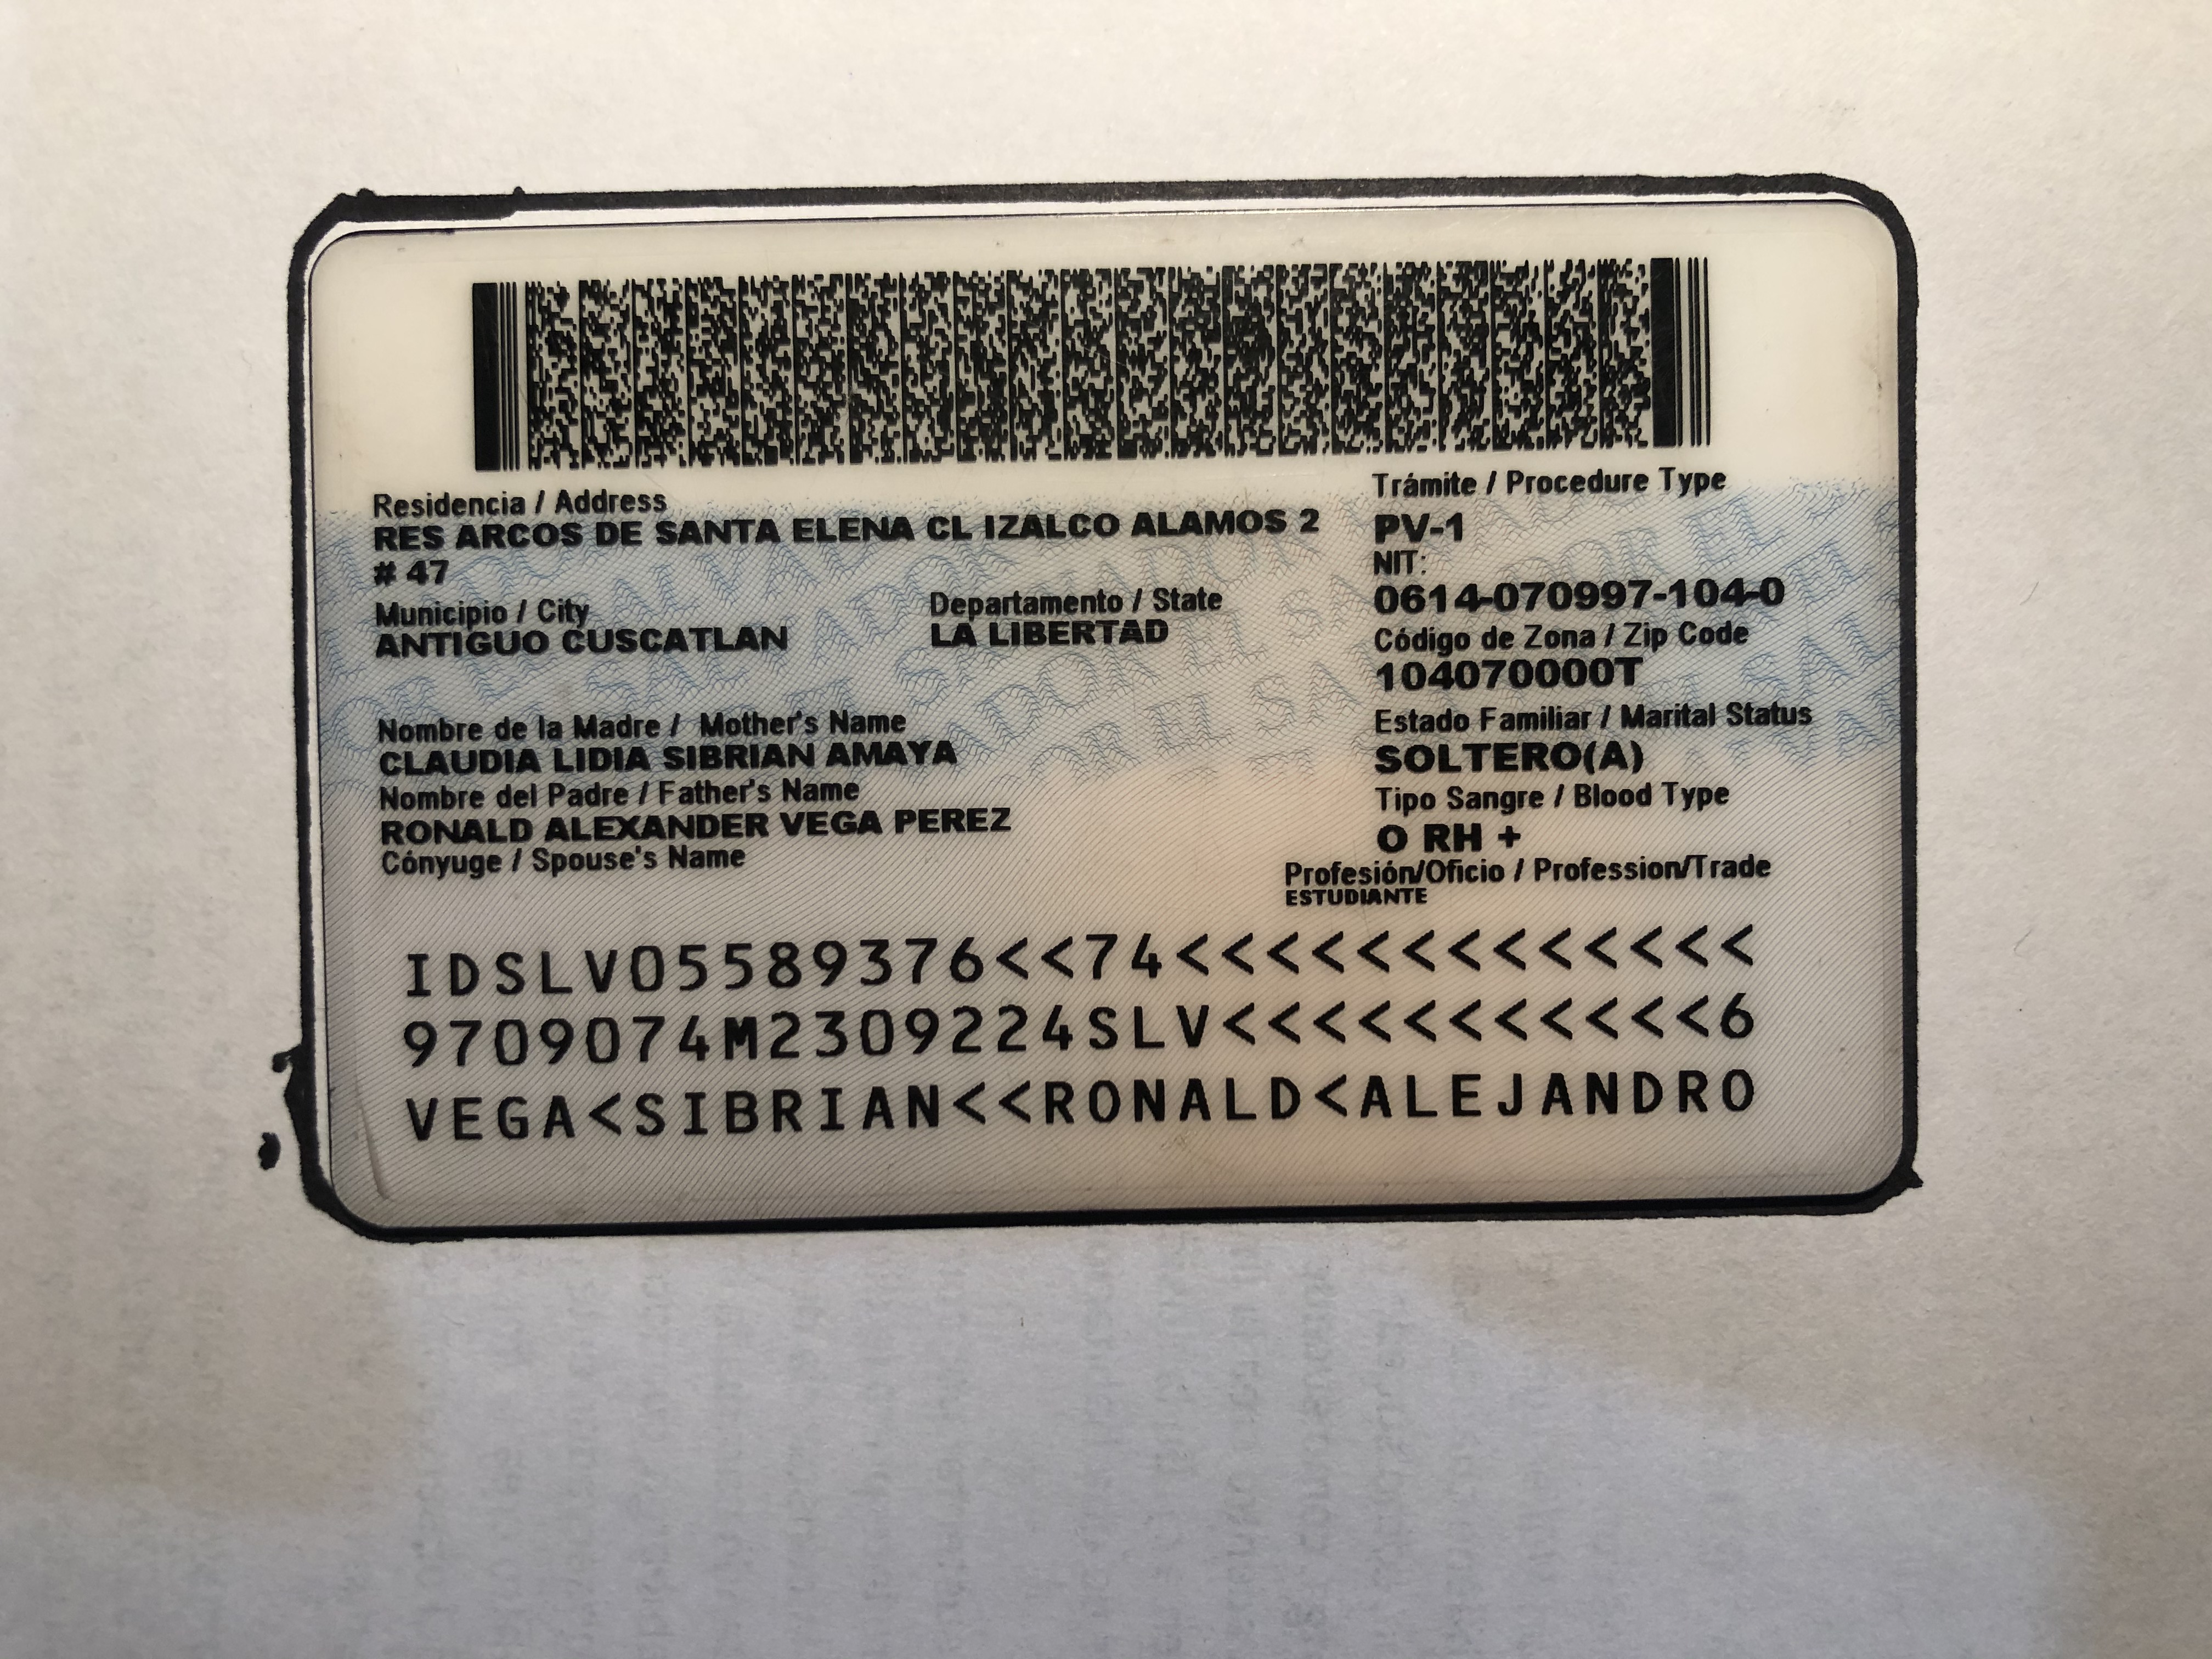 Residencia / Address
RES ARCOS DE SANTA ELENA CL IZALCO ALAMOS 2
# 47
Municipio / City
ANTIGUO CUSCATLAN
Departamento / State
LA LIBERTAD
Nombre de la Madre / Mother's Name
CLAUDIA LIDIA SIBRIAN AMAYA
Nombre del Padre / Father's Name
RONALD ALEXANDER VEGA PEREZ
Cónyuge / Spouse's Name
Trámite / Procedure Type
PV-1
NIT:
0614-070997-104-0
Código de Zona / Zip Code
104070000T
Estado Familiar / Marital Status
SOLTERO(A)
Tipo Sangre / Blood Type
O RH +
Profesión/Oficio / Profession/Trade
ESTUDIANTE
IDSLV05589376<<74<<<<<<<<<<<<<
9709074M2309224SLV<<<<<<<<<<<6
VEGA<SIBRIAN<<RONALD<ALEJANDRO